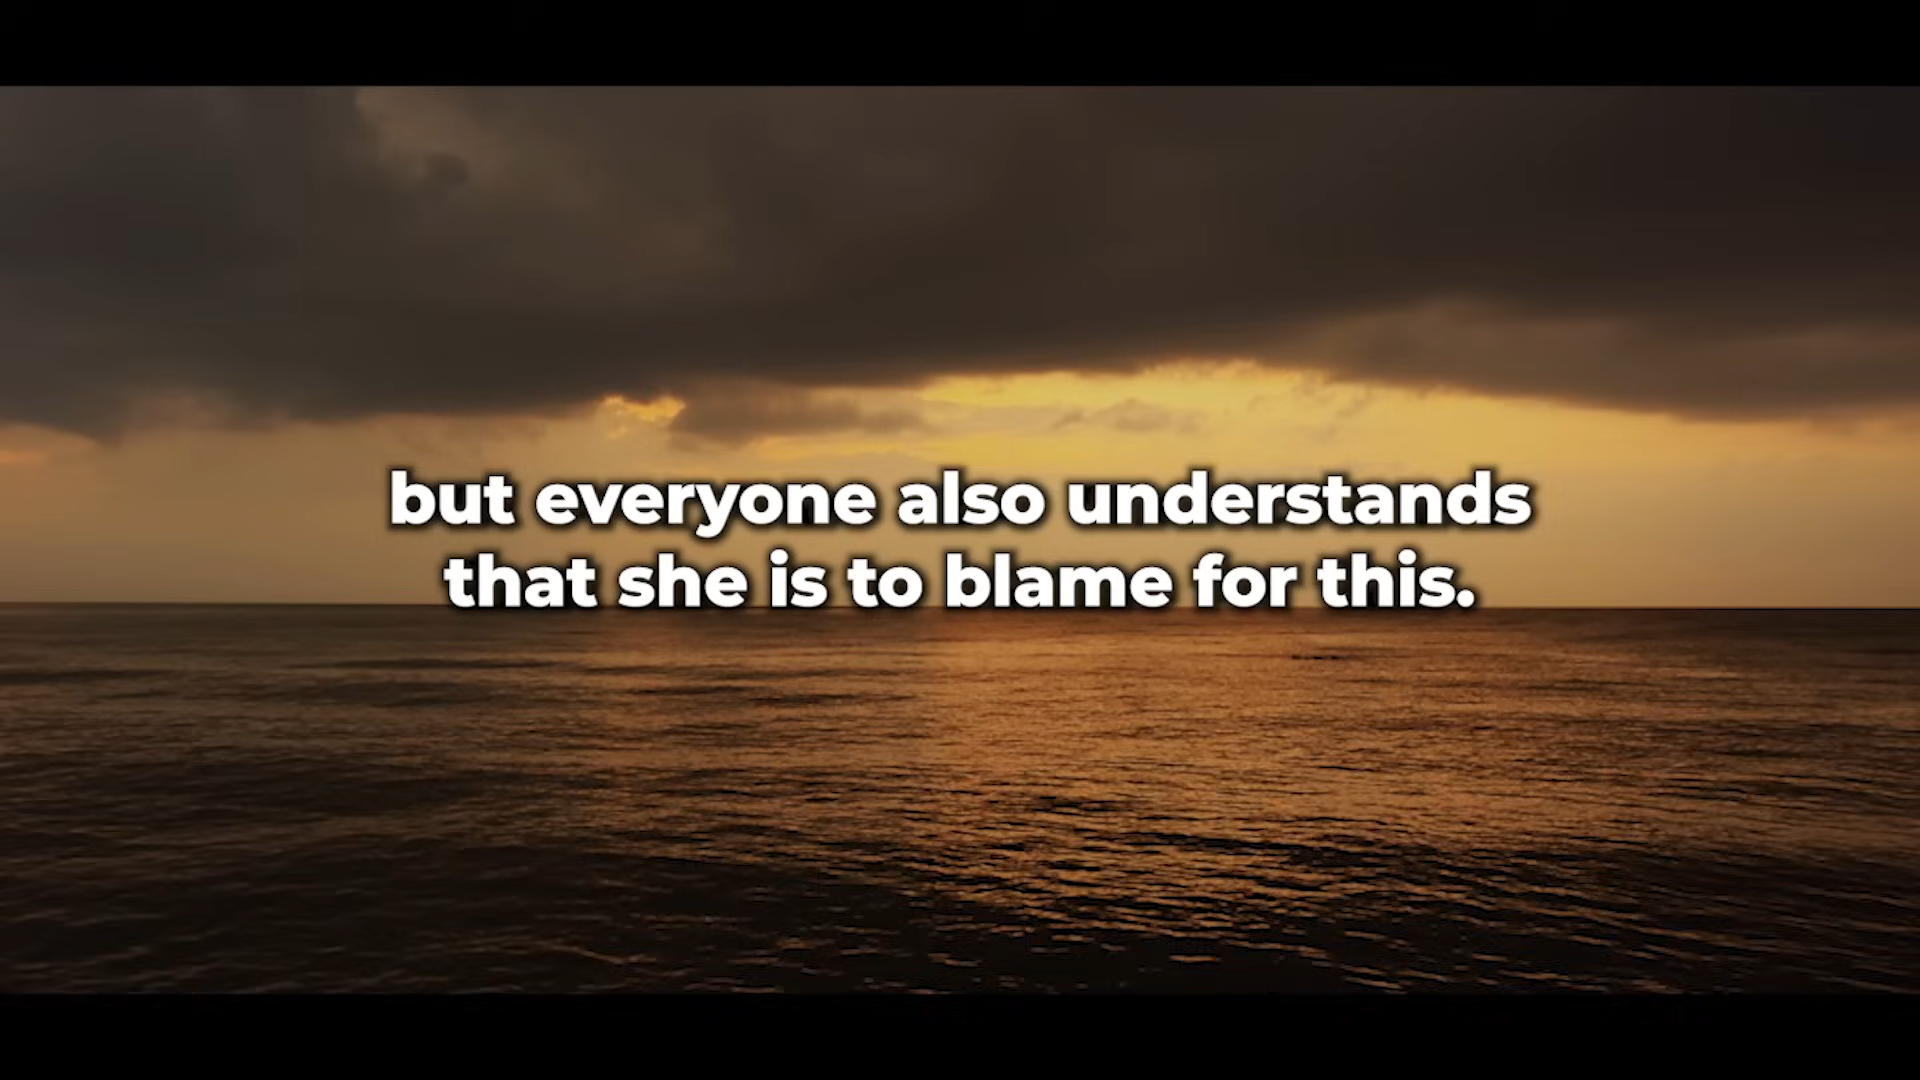 but everyone also understands
that she is to blame for this.